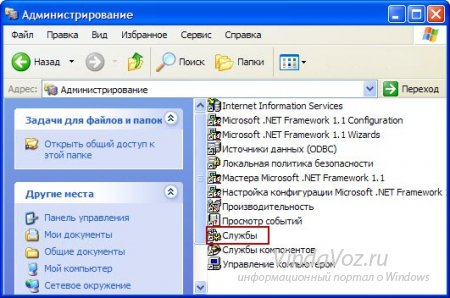 Администрирование
Файл Правка Вид Избранное Сервис Справка
Назад Поиск Папки
Адрес: Администрирование Переход
Задачи для файлов и папок
Открыть общий доступ к этой папке
Другие места
Панель управления
Мои документы
Общие документы
Мой компьютер
Сетевое окружение
Internet Information Services
Microsoft .NET Framework 1.1 Configuration
Microsoft .NET Framework 1.1 Wizards
Источники данных (ODBC)
Локальная политика безопасности
Мастера Microsoft .NET Framework 1.1
Настройка конфигурации Microsoft .NET Framework
Производительность
Просмотр событий
Службы
Службы компонентов
Управление компьютером
VindaVoz.ru
информационный портал о Windows